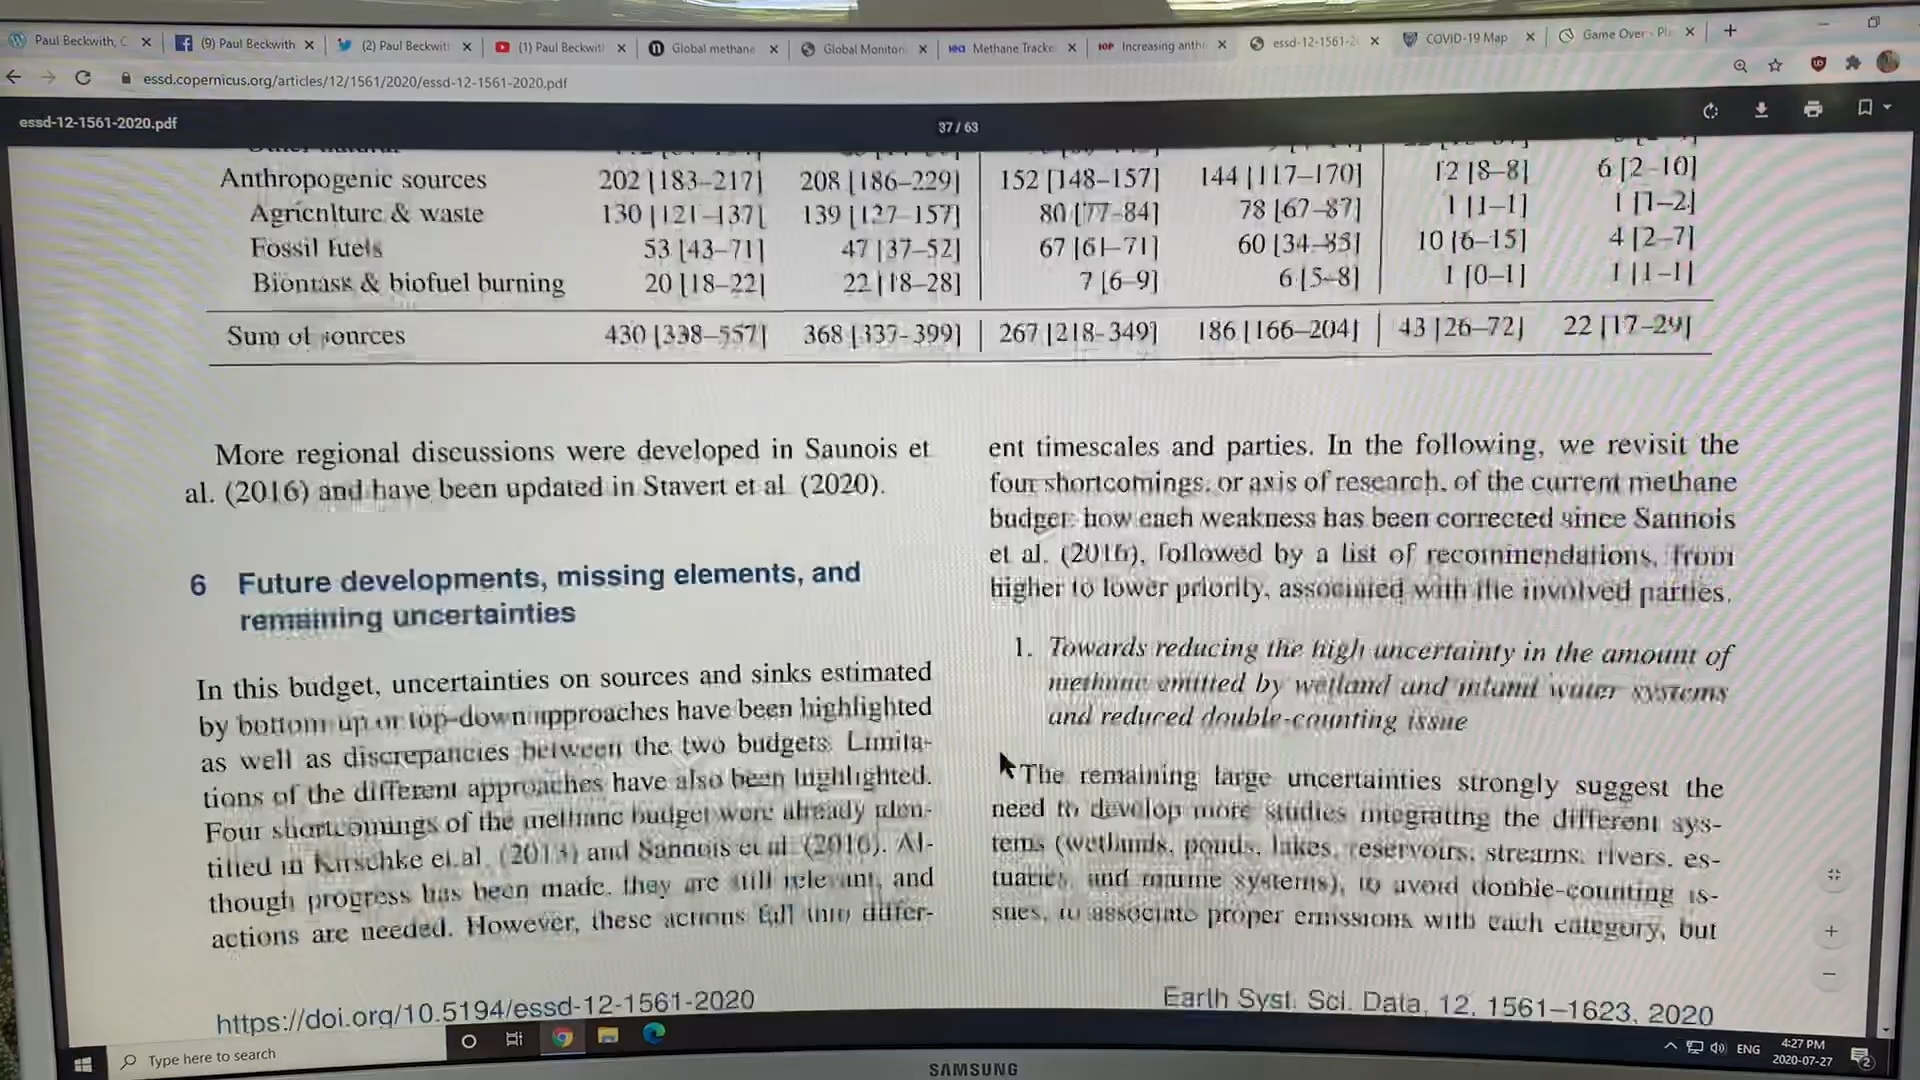 Paul Beckwith, C
(9) Paul Beckwith
(2) Paul Beckwit
(1) Paul Beckwit
Global methane
Global Monitori
iea Methane Tracke
IOP Increasing anthr
essd-12-1561-2
COVID-19 Map
Game Over - Pl
essd.copernicus.org/articles/12/1561/2020/essd-12-1561-2020.pdf
essd-12-1561-2020.pdf
37 / 63
Anthropogenic sources 202 [183–217] 208 [186–229] 152 [148–157] 144 [117–170] 12 [8–8] 6 [2–10]
Agriculture & waste 130 [121–137] 139 [127–157] 80 [77–84] 78 [67–87] 1 [1–1] 1 [1–2]
Fossil fuels 53 [43–71] 47 [37–52] 67 [61–71] 60 [34–85] 10 [6–15] 4 [2–7]
Biomass & biofuel burning 20 [18–22] 22 [18–28] 7 [6–9] 6 [5–8] 1 [0–1] 1 [1–1]
Sum of sources 430 [338–557] 368 [337–399] 267 [218–349] 186 [166–204] 43 [26–72] 22 [17–29]
More regional discussions were developed in Saunois et
al. (2016) and have been updated in Stavert et al. (2020).
6 Future developments, missing elements, and
remaining uncertainties
In this budget, uncertainties on sources and sinks estimated
by bottom-up or top-down approaches have been highlighted
as well as discrepancies between the two budgets. Limita-
tions of the different approaches have also been highlighted.
Four shortcomings of the methane budget were already iden-
tified in Kirschke et al. (2013) and Saunois et al. (2016). Al-
though progress has been made, they are still relevant, and
actions are needed. However, these actions fall into differ-
ent timescales and parties. In the following, we revisit the
four shortcomings, or axis of research, of the current methane
budget: how each weakness has been corrected since Saunois
et al. (2016), followed by a list of recommendations, from
higher to lower priority, associated with the involved parties.
1. Towards reducing the high uncertainty in the amount of
methane emitted by wetland and inland water systems
and reduced double-counting issue
The remaining large uncertainties strongly suggest the
need to develop more studies integrating the different sys-
tems (wetlands, ponds, lakes, reservoirs, streams, rivers, es-
tuaries, and marine systems), to avoid double-counting is-
sues, to associate proper emissions with each category, but
https://doi.org/10.5194/essd-12-1561-2020
Earth Syst. Sci. Data, 12, 1561–1623, 2020
Type here to search
ENG
4:27 PM
2020-07-27
2
SAMSUNG